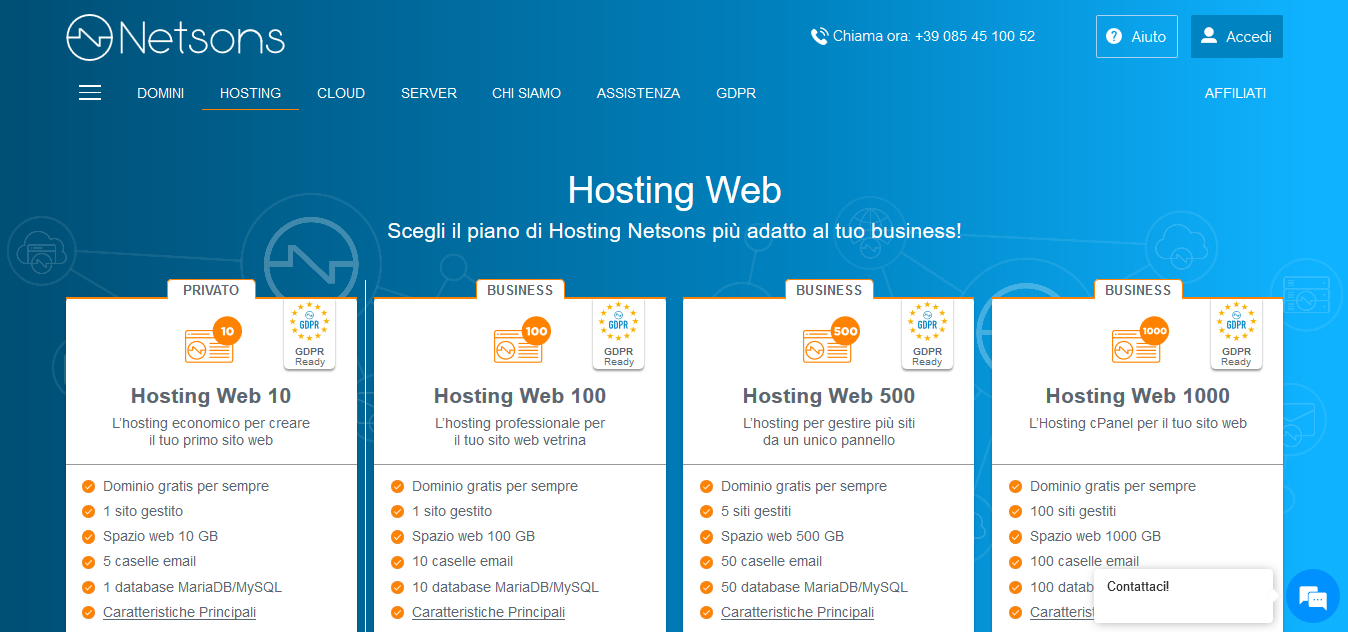 Netsons
Chiama ora: +39 085 45 100 52
? Aiuto
Accedi
DOMINI
HOSTING
CLOUD
SERVER
CHI SIAMO
ASSISTENZA
GDPR
AFFILIATI
Hosting Web
Scegli il piano di Hosting Netsons più adatto al tuo business!
PRIVATO
10
GDPR
GDPR
Ready
Hosting Web 10
L'hosting economico per creare
il tuo primo sito web
Dominio gratis per sempre
1 sito gestito
Spazio web 10 GB
5 caselle email
1 database MariaDB/MySQL
Caratteristiche Principali
BUSINESS
100
GDPR
GDPR
Ready
Hosting Web 100
L'hosting professionale per
il tuo sito web vetrina
Dominio gratis per sempre
1 sito gestito
Spazio web 100 GB
10 caselle email
10 database MariaDB/MySQL
Caratteristiche Principali
BUSINESS
500
GDPR
GDPR
Ready
Hosting Web 500
L'hosting per gestire più siti
da un unico pannello
Dominio gratis per sempre
5 siti gestiti
Spazio web 500 GB
50 caselle email
50 database MariaDB/MySQL
Caratteristiche Principali
BUSINESS
1000
GDPR
GDPR
Ready
Hosting Web 1000
L'Hosting cPanel per il tuo sito web
Dominio gratis per sempre
100 siti gestiti
Spazio web 1000 GB
100 caselle email
100 datab
Caratteris
Contattaci!